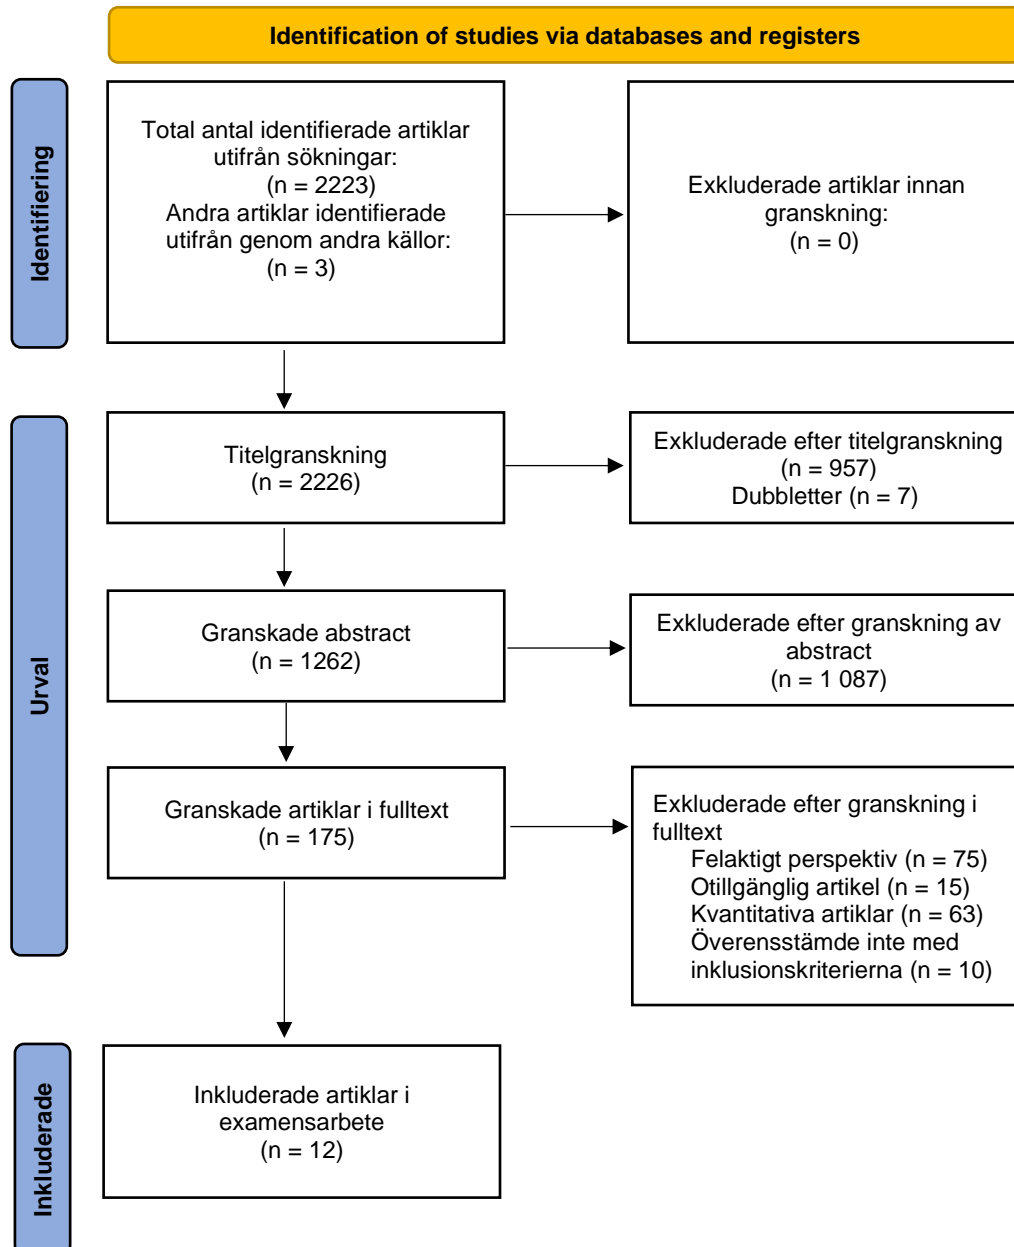 Identification of studies via databases and registers
Identifiering
Total antal identifierade artiklar
utifrån sökningar:
(n = 2223)
Andra artiklar identifierade
utifrån genom andra källor:
(n = 3)
Exkluderade artiklar innan
granskning:
(n = 0)
Urval
Titelgranskning
(n = 2226)
Exkluderade efter titelgranskning
(n = 957)
Dubbletter (n = 7)
Granskade abstract
(n = 1262)
Exkluderade efter granskning av
abstract
(n = 1 087)
Granskade artiklar i fulltext
(n = 175)
Exkluderade efter granskning i
fulltext
Felaktigt perspektiv (n = 75)
Otillgänglig artikel (n = 15)
Kvantitativa artiklar (n = 63)
Överensstämde inte med
inklusionskriterierna (n = 10)
Inkluderade
Inkluderade artiklar i
examensarbete
(n = 12)